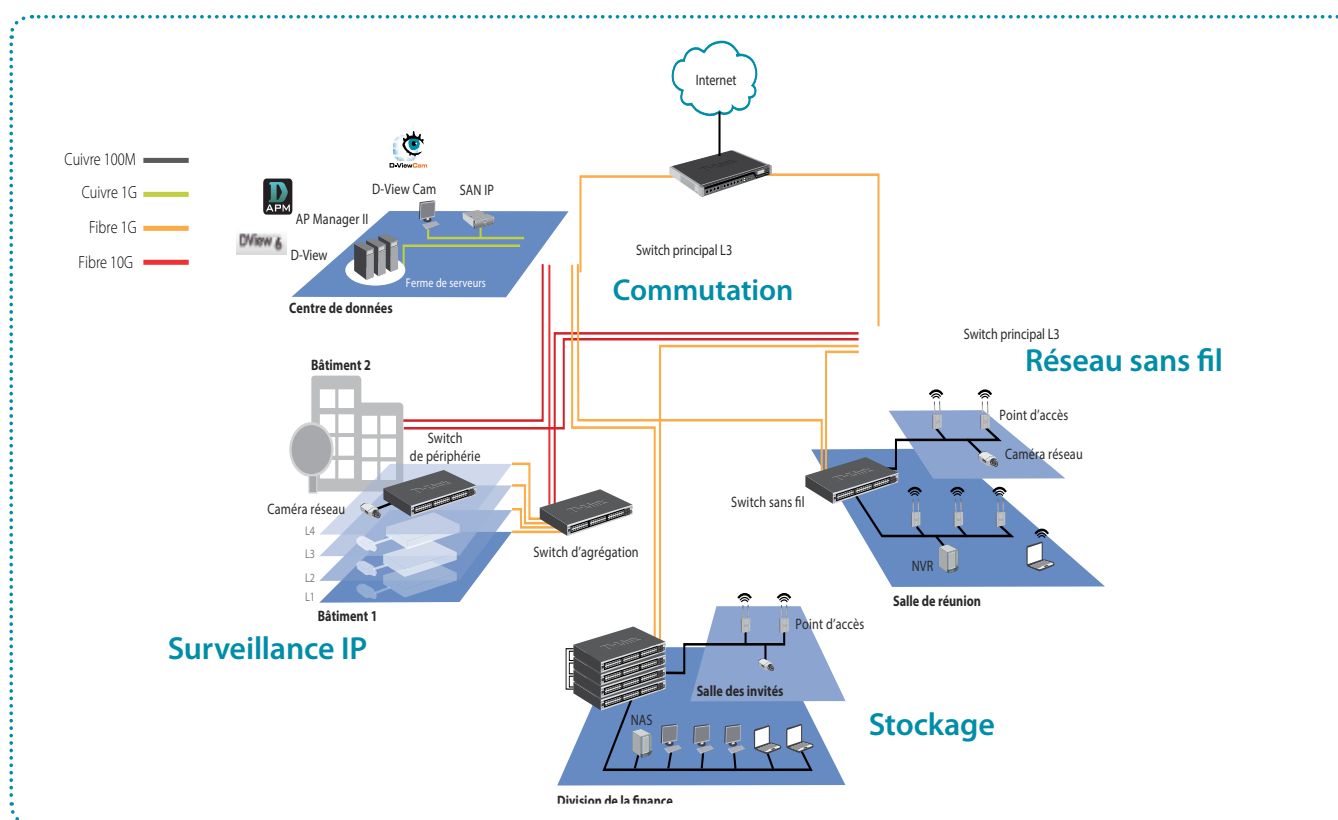 Internet
Cuivre 100M
Cuivre 1G
Fibre 1G
Fibre 10G
D-ViewCam
D-View Cam
SAN IP
D
APM
AP Manager II
DView 6
D-View
Ferme de serveurs
Centre de données
Switch principal L3
Commutation
Switch principal L3
Réseau sans fil
Bâtiment 2
Switch
de périphérie
Caméra réseau
L4
L3
L2
L1
Bâtiment 1
Switch d'agrégation
Surveillance IP
Point d'accès
Caméra réseau
Switch sans fil
NVR
Salle de réunion
Point d'accès
Salle des invités
NAS
Stockage
Division de la finance